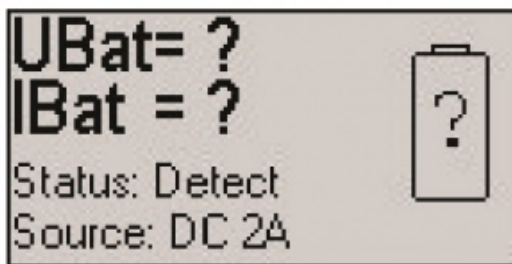 UBat= ?
IBat = ?
?
Status: Detect
Source: DC 2A